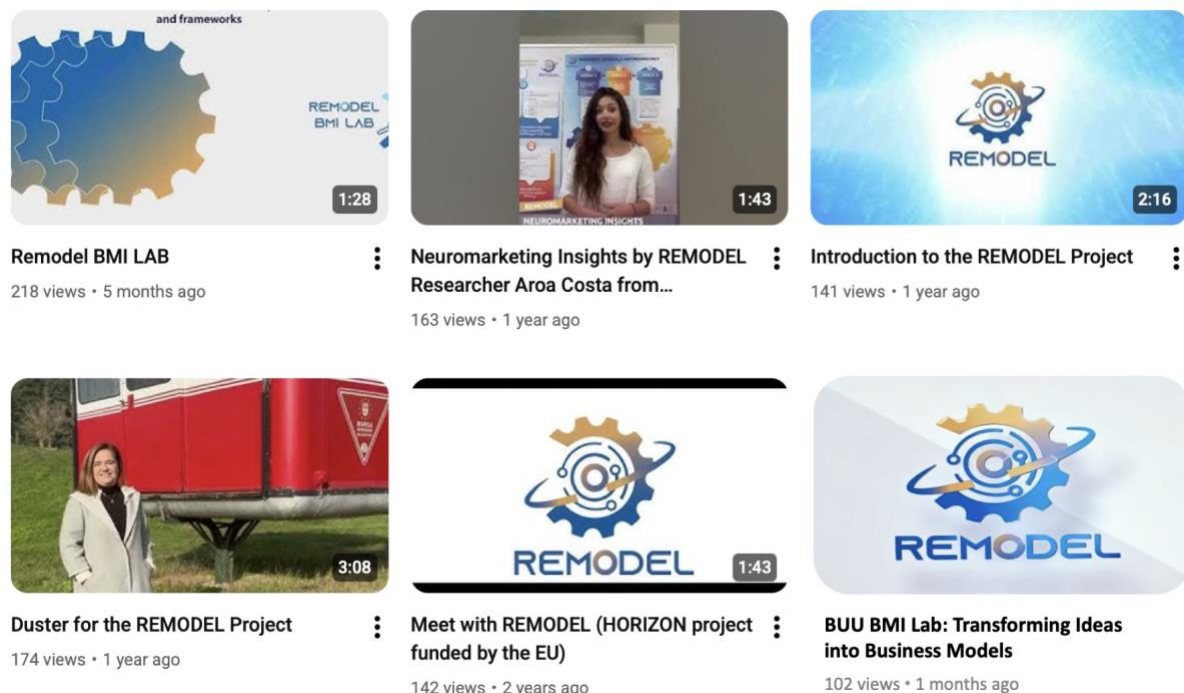 and frameworks
REMODEL
BMI LAB
1:28
REMODEL
NEUROMARKETING INSIGHTS
1:43
REMODEL
2:16
Remodel BMI LAB
218 views • 5 months ago
Neuromarketing Insights by REMODEL
Researcher Aroa Costa from...
163 views • 1 year ago
Introduction to the REMODEL Project
141 views • 1 year ago
3:08
REMODEL
1:43
REMODEL
Duster for the REMODEL Project
174 views • 1 year ago
Meet with REMODEL (HORIZON project
funded by the EU)
142 views • 2 years ago
BUU BMI Lab: Transforming Ideas
into Business Models
102 views • 1 months ago